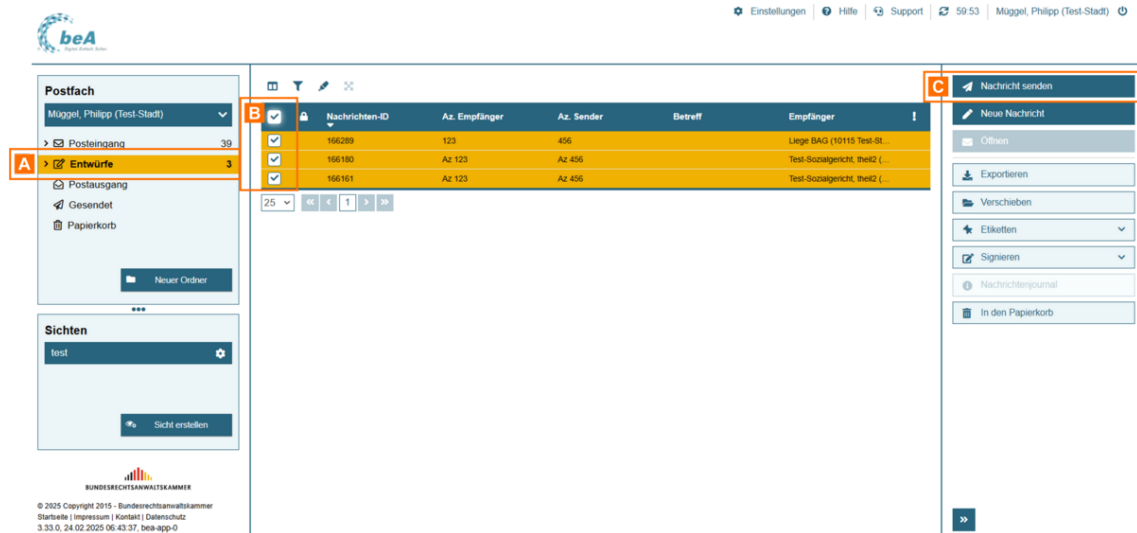 Einstellungen
Hilfe
Support
59:53
Müggel, Philipp (Test-Stadt)
beA
Postfach
Müggel, Philipp (Test-Stadt)
Posteingang 39
A
Entwürfe 3
Postausgang
Gesendet
Papierkorb
Neuer Ordner
Sichten
test
Sicht erstellen
BUNDESRECHTSANWALTSKAMMER
© 2025 Copyright 2015 - Bundesrechtsanwaltskammer
Startseite | Impressum | Kontakt | Datenschutz
3.33.0, 24.02.2025 06:43:37, bea-app-0
B
Nachrichten-ID Az. Empfänger Az. Sender Betreff Empfänger !
166289 123 456 Liege BAG (10115 Test-St...
166180 Az 123 Az 456 Test-Sozialgericht, theil2 (...
166161 Az 123 Az 456 Test-Sozialgericht, theil2 (...
25 « < 1 > »
C
Nachricht senden
Neue Nachricht
Öffnen
Exportieren
Verschieben
Etiketten
Signieren
Nachrichtenjournal
In den Papierkorb
»